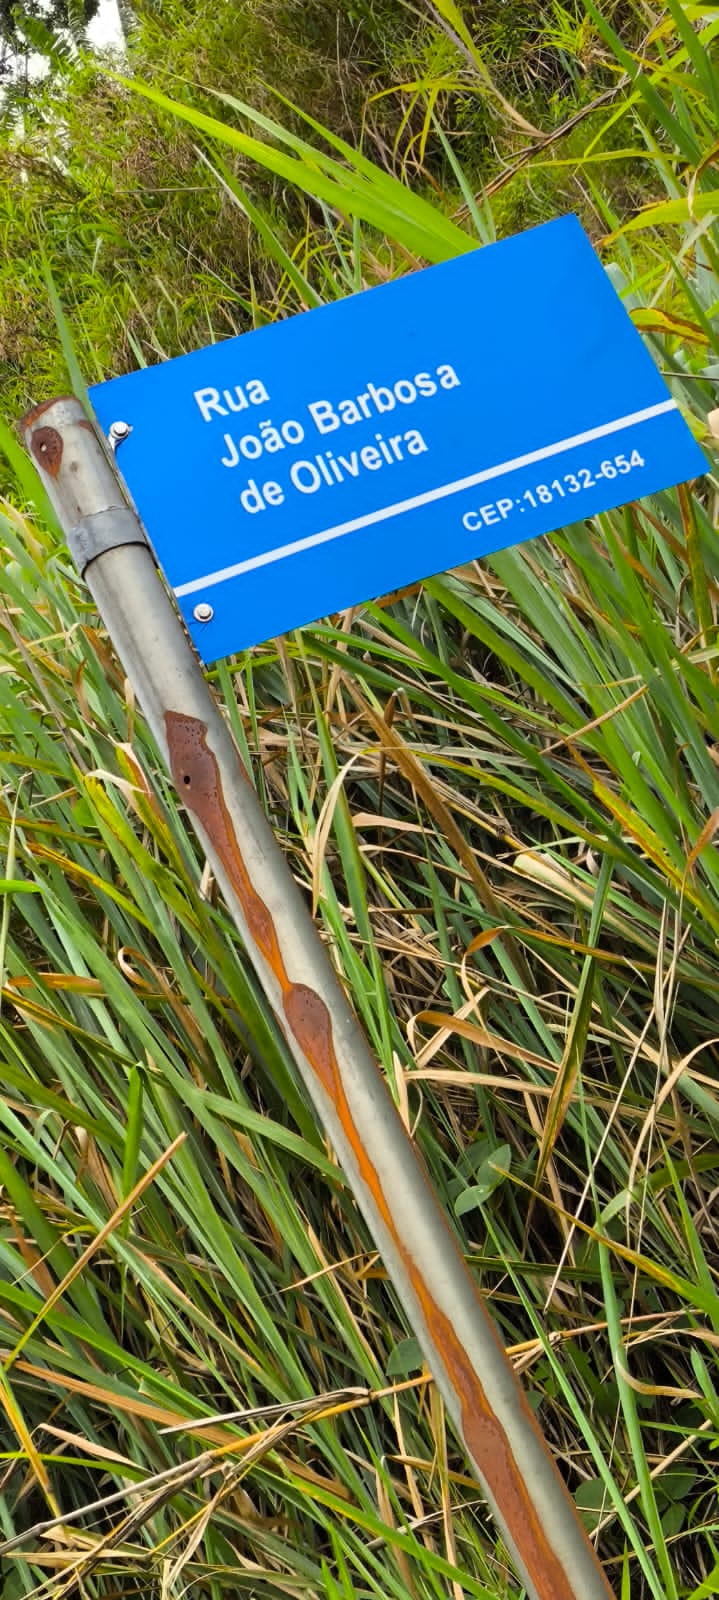 Rua
João Barbosa
de Oliveira
CEP:18132-654